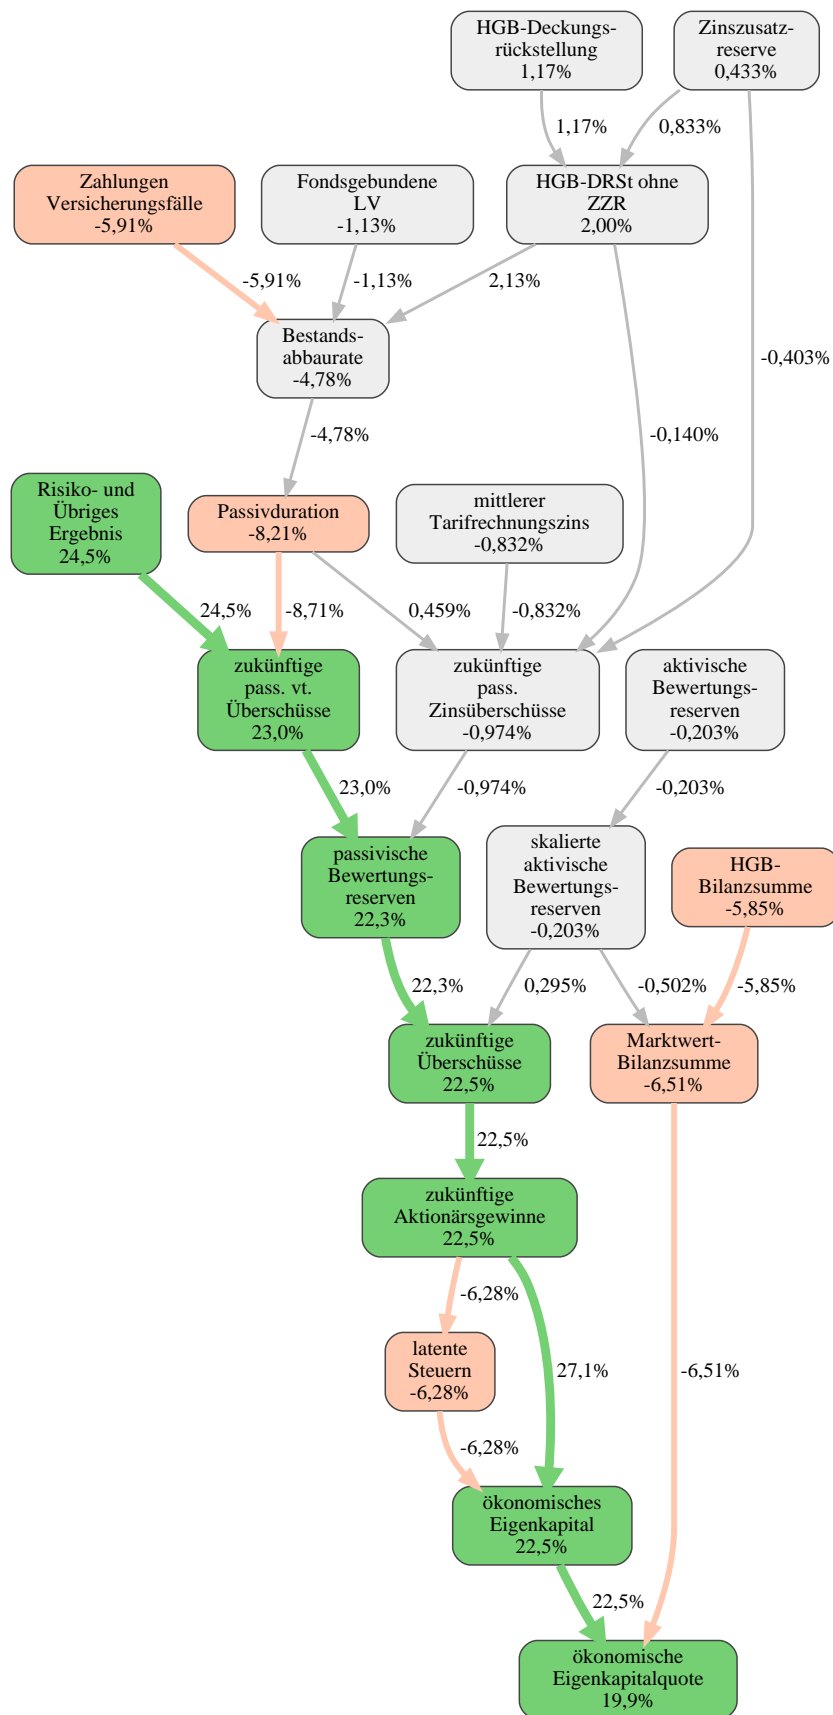 HGB-Deckungs-
rückstellung
1,17%
Zinszusatz-
reserve
0,433%
1,17%
0,833%
Zahlungen
Versicherungsfälle
-5,91%
Fondsgebundene
LV
-1,13%
HGB-DRSt ohne
ZZR
2,00%
-5,91%
-1,13%
2,13%
Bestands-
abbaurate
-4,78%
-0,403%
-4,78%
-0,140%
Risiko- und
Übriges
Ergebnis
24,5%
Passivduration
-8,21%
mittlerer
Tarifrechnungszins
-0,832%
24,5%
-8,71%
0,459%
-0,832%
zukünftige
pass. vt.
Überschüsse
23,0%
zukünftige
pass.
Zinsüberschüsse
-0,974%
aktivische
Bewertungs-
reserven
-0,203%
23,0%
-0,974%
-0,203%
passivische
Bewertungs-
reserven
22,3%
skalierte
aktivische
Bewertungs-
reserven
-0,203%
HGB-
Bilanzsumme
-5,85%
22,3%
0,295%
-0,502%
-5,85%
zukünftige
Überschüsse
22,5%
Marktwert-
Bilanzsumme
-6,51%
22,5%
zukünftige
Aktionärsgewinne
22,5%
-6,28%
latente
Steuern
-6,28%
27,1%
-6,51%
-6,28%
ökonomisches
Eigenkapital
22,5%
22,5%
ökonomische
Eigenkapitalquote
19,9%